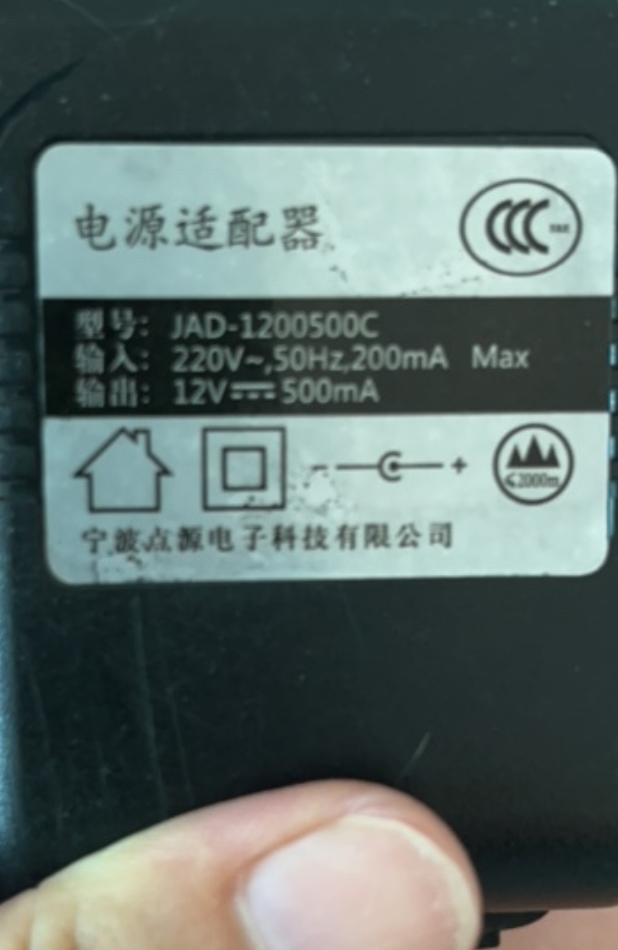 电源适配器
型号： JAD-1200500C
输入： 220V~,50Hz,200mA Max
输出： 12V⎓500mA
- +
≤2000m
宁波点源电子科技有限公司